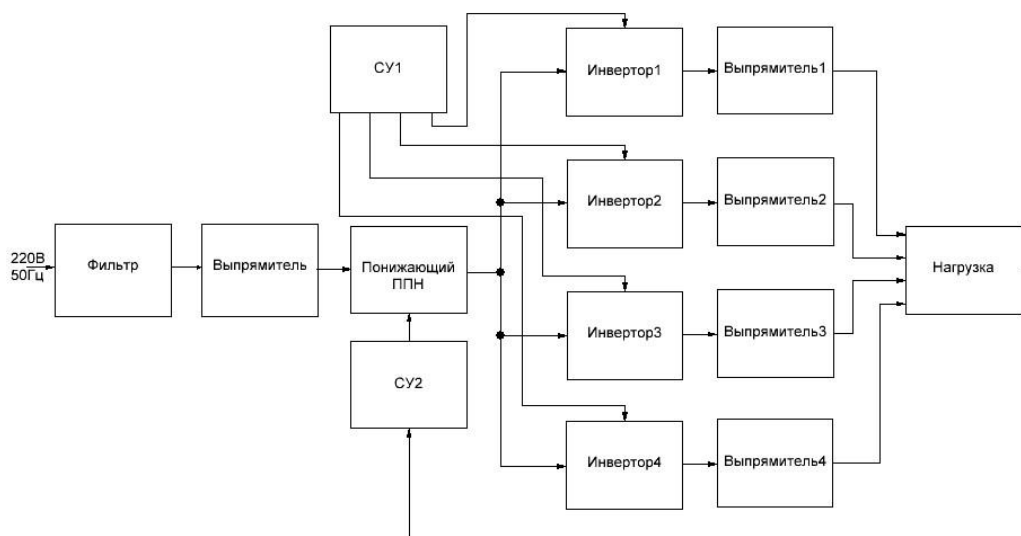 СУ1
Инвертор1
Выпрямитель1
Инвертор2
Выпрямитель2
220В
50Гц
Фильтр
Выпрямитель
Понижающий
ППН
Нагрузка
СУ2
Инвертор3
Выпрямитель3
Инвертор4
Выпрямитель4